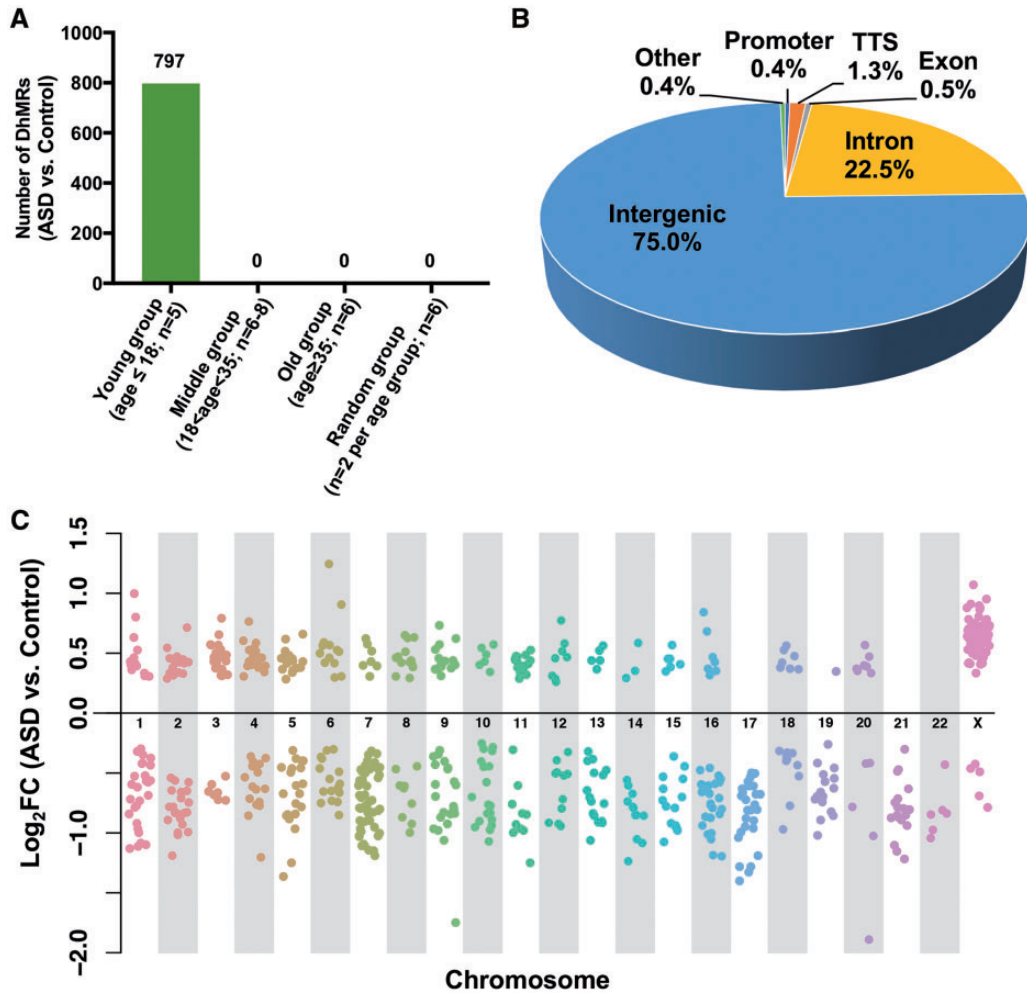 A
Number of DhMRs
(ASD vs. Control)
1000
800
600
400
200
0
797
0
0
0
Young group
(age ≤ 18; n=5)
Middle group
(18<age<35; n=6-8)
Old group
(age≥35; n=6)
Random group
(n=2 per age group; n=6)
B
Other
0.4%
Promoter
0.4%
TTS
1.3%
Exon
0.5%
Intron
22.5%
Intergenic
75.0%
C
Log₂FC (ASD vs. Control)
1.5
1.0
0.5
0.0
−1.0
−2.0
1 2 3 4 5 6 7 8 9 10 11 12 13 14 15 16 17 18 19 20 21 22 X
Chromosome